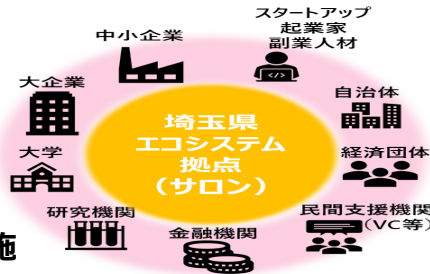 スタートアップ
起業家
副業人材
中小企業
大企業
自治体
埼玉県
エコシステム
拠点
(サロン)
大学
経済団体
研究機関
民間支援機関
(VC等)
金融機関
施